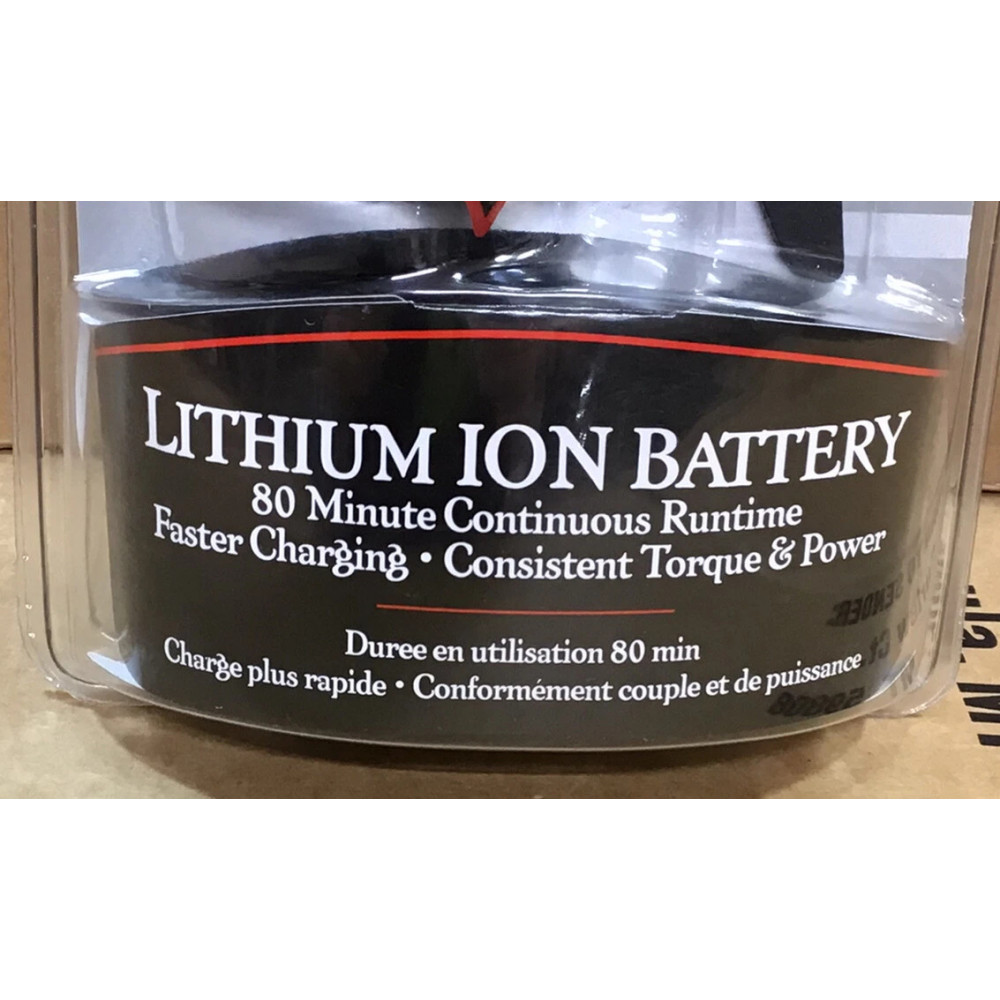 LITHIUM ION BATTERY
80 Minute Continuous Runtime
Faster Charging • Consistent Torque & Power
Duree en utilisation 80 min
Charge plus rapide • Conformément couple et de puissance